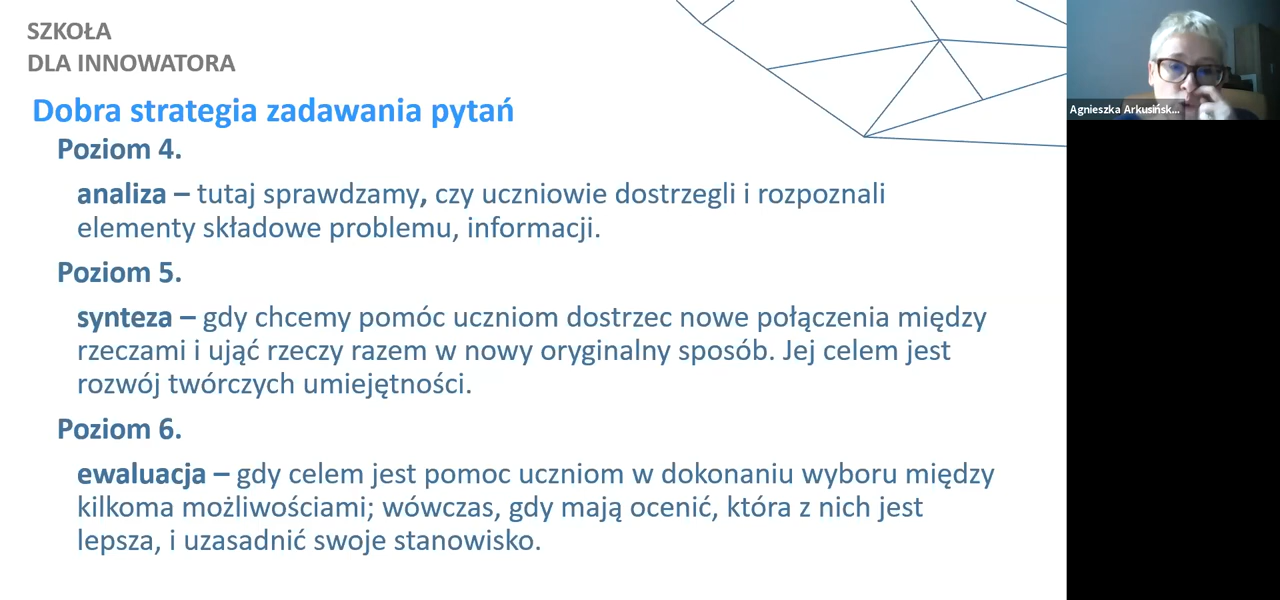 SZKOŁA
DLA INNOWATORA
Dobra strategia zadawania pytań
Poziom 4.
analiza – tutaj sprawdzamy, czy uczniowie dostrzegli i rozpoznali
elementy składowe problemu, informacji.
Poziom 5.
synteza – gdy chcemy pomóc uczniom dostrzec nowe połączenia między
rzeczami i ująć rzeczy razem w nowy oryginalny sposób. Jej celem jest
rozwój twórczych umiejętności.
Poziom 6.
ewaluacja – gdy celem jest pomoc uczniom w dokonaniu wyboru między
kilkoma możliwościami; wówczas, gdy mają ocenić, która z nich jest
lepsza, i uzasadnić swoje stanowisko.
Agnieszka Arkusińsk...